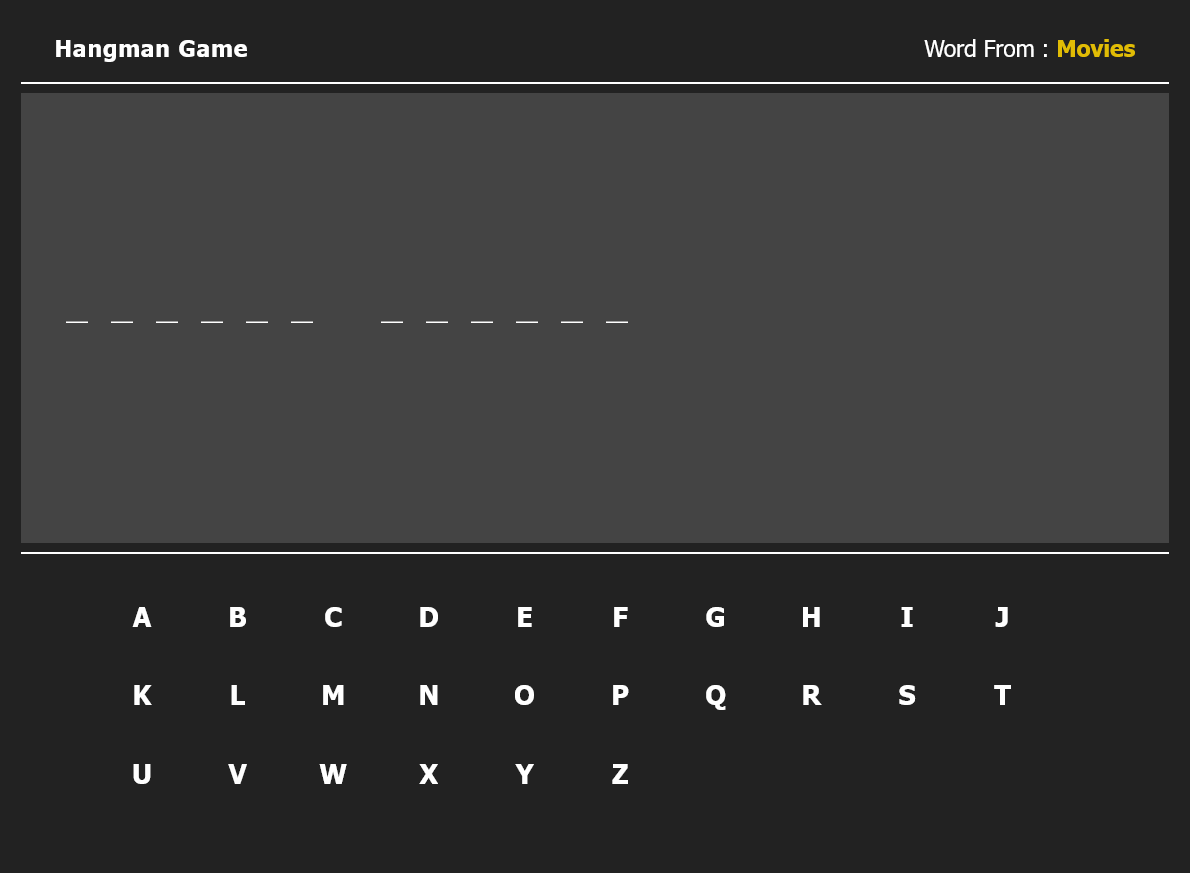 Hangman Game
Word From : Movies
_ _ _ _ _ _   _ _ _ _ _ _
A B C D E F G H I J
K L M N O P Q R S T
U V W X Y Z